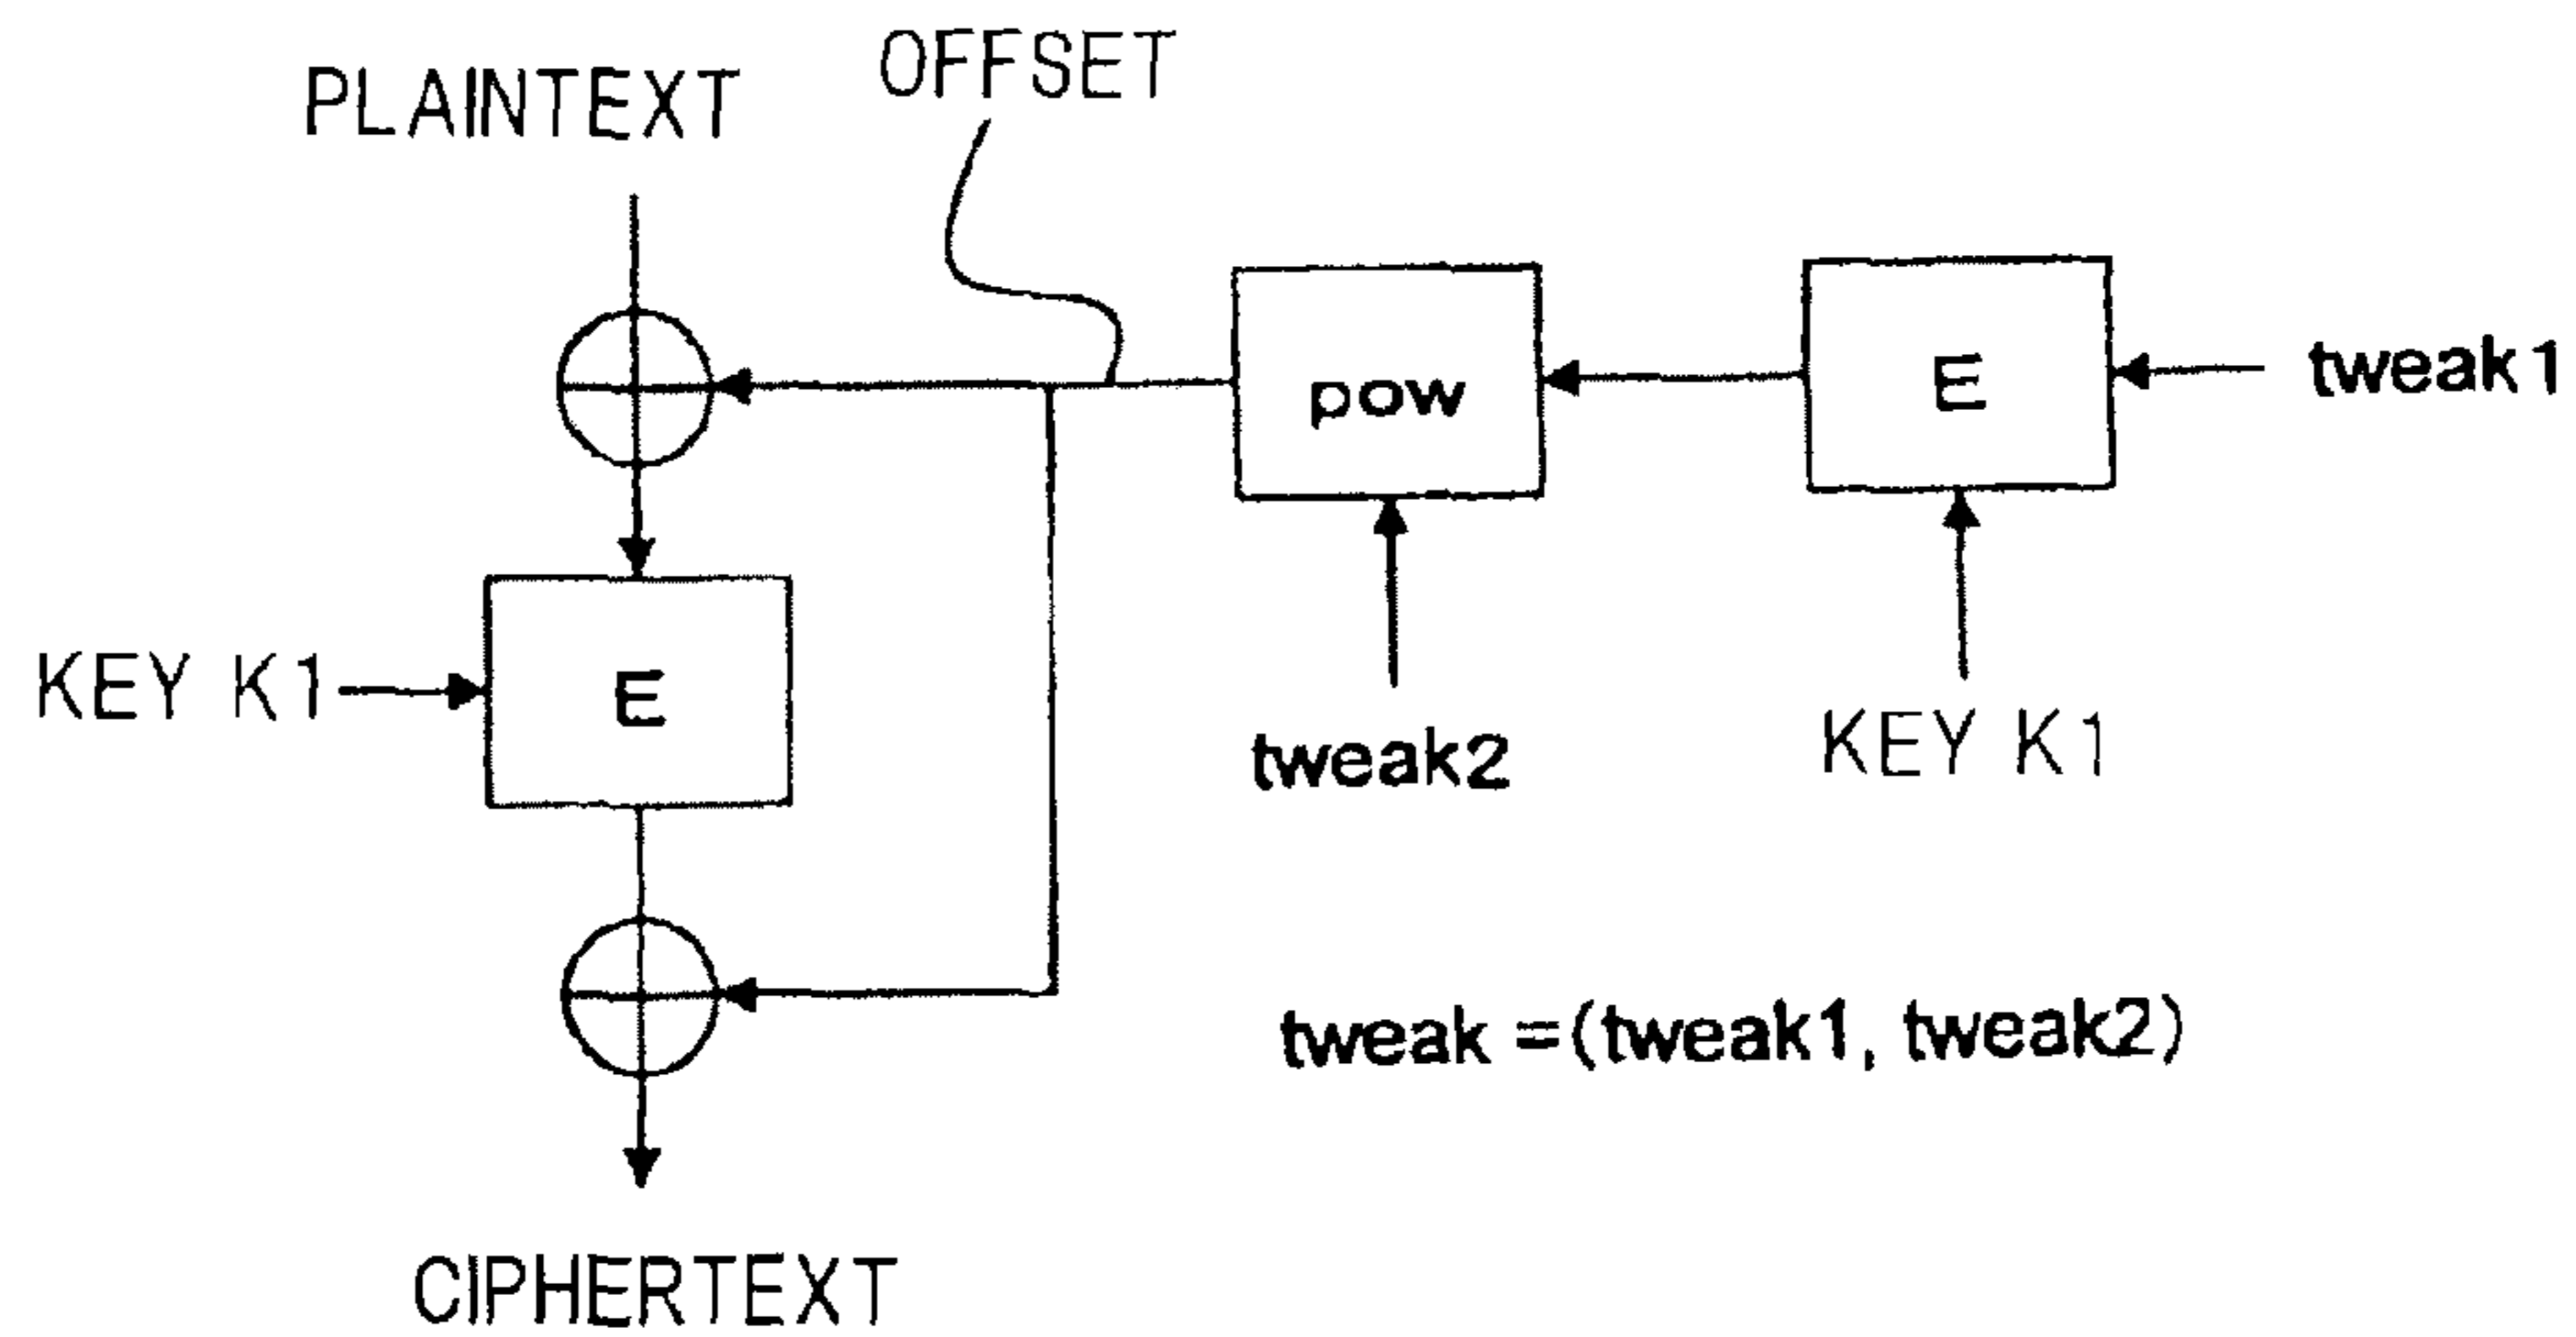 OFFSET
PLAINTEXT
pow
E
tweak1
KEY K1
E
tweak2
KEY K1
tweak =(tweak1, tweak2)
CIPHERTEXT